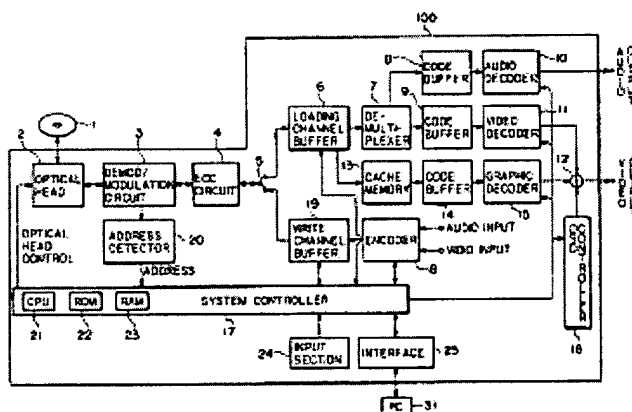 100
8
10
CODE BUFFER
AUDIO DECODER
6
7
9
11
LOADING CHANNEL BUFFER
DE-MULTI-PLEXER
CODE BUFFER
VIDEO DECODER
1
2
3
4
5
12
OPTICAL HEAD
DEMOD/MODULATION CIRCUIT
ECC CIRCUIT
13
CACHE MEMORY
CODE BUFFER
GRAPHIC DECODER
14
15
19
20
OPTICAL HEAD CONTROL
ADDRESS DETECTOR
WRITE CHANNEL BUFFER
ENCODER
AUDIO INPUT
VIDIO INPUT
8
ADDRESS
CPU
ROM
RAM
SYSTEM CONTROLLER
21
22
23
17
24
INPUT SECTION
INTERFACE
25
CONTROLLER
18
PC
31